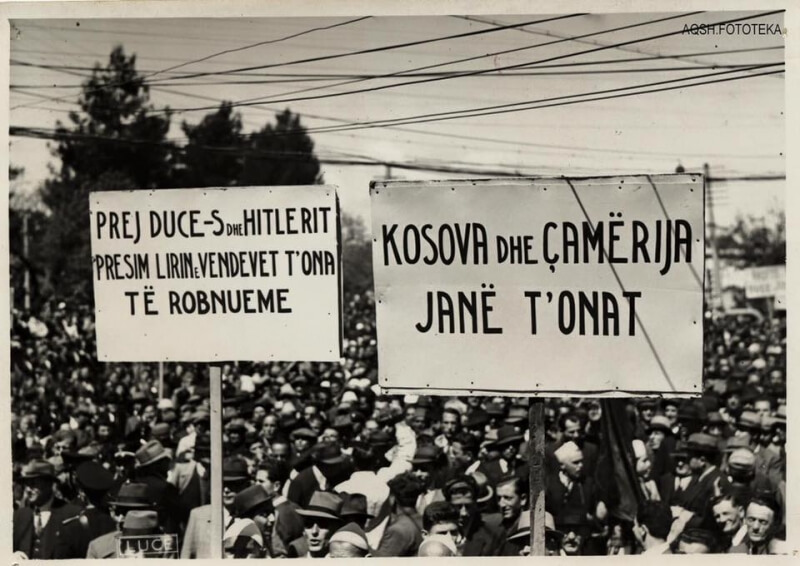 AQSH.FOTOTEKA
PREJ DUCE-S DHE HITLERIT
PRESIM LIRIN E VENDEVET T'ONA
TË ROBNUEME
KOSOVA DHE ÇAMËRIJA
JANË T'ONAT
LUCE